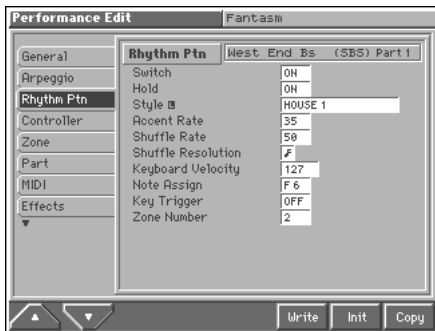 Performance Edit Fantasm
General
Arpeggio
Rhythm Ptn
Controller
Zone
Part
MIDI
Effects
Rhythm Ptn West End Bs (SBS) Part 1
Switch ON
Hold ON
Style L HOUSE 1
Accent Rate 35
Shuffle Rate 50
Shuffle Resolution
Keyboard Velocity 127
Note Assign F 6
Key Trigger OFF
Zone Number 2
Write Init Copy